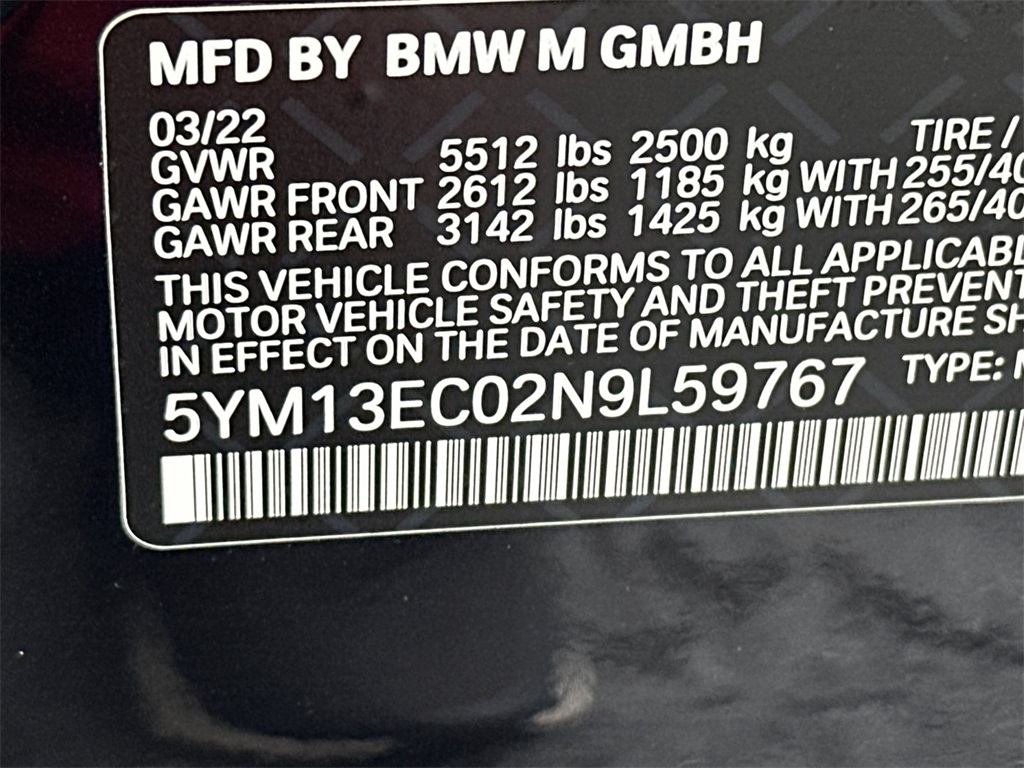 MFD BY BMW M GMBH
03/22
GVWR 5512 lbs 2500 kg TIRE /
GAWR FRONT 2612 lbs 1185 kg WITH 255/40
GAWR REAR 3142 lbs 1425 kg WITH 265/40
THIS VEHICLE CONFORMS TO ALL APPLICABL
MOTOR VEHICLE SAFETY AND THEFT PREVENT
IN EFFECT ON THE DATE OF MANUFACTURE SH
5YM13EC02N9L59767 TYPE: